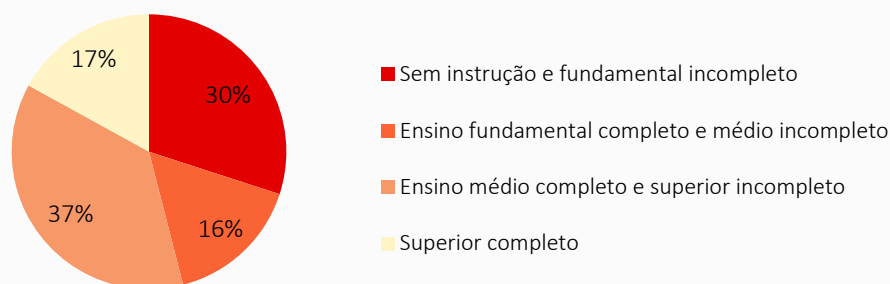 17%
30%
37%
16%
Sem instrução e fundamental incompleto
Ensino fundamental completo e médio incompleto
Ensino médio completo e superior incompleto
Superior completo